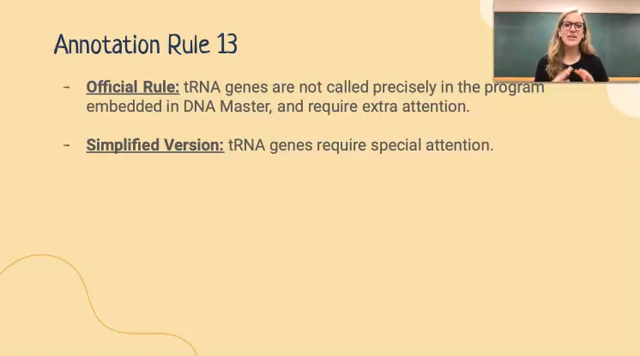 Annotation Rule 13
- Official Rule: tRNA genes are not called precisely in the program
embedded in DNA Master, and require extra attention.
- Simplified Version: tRNA genes require special attention.